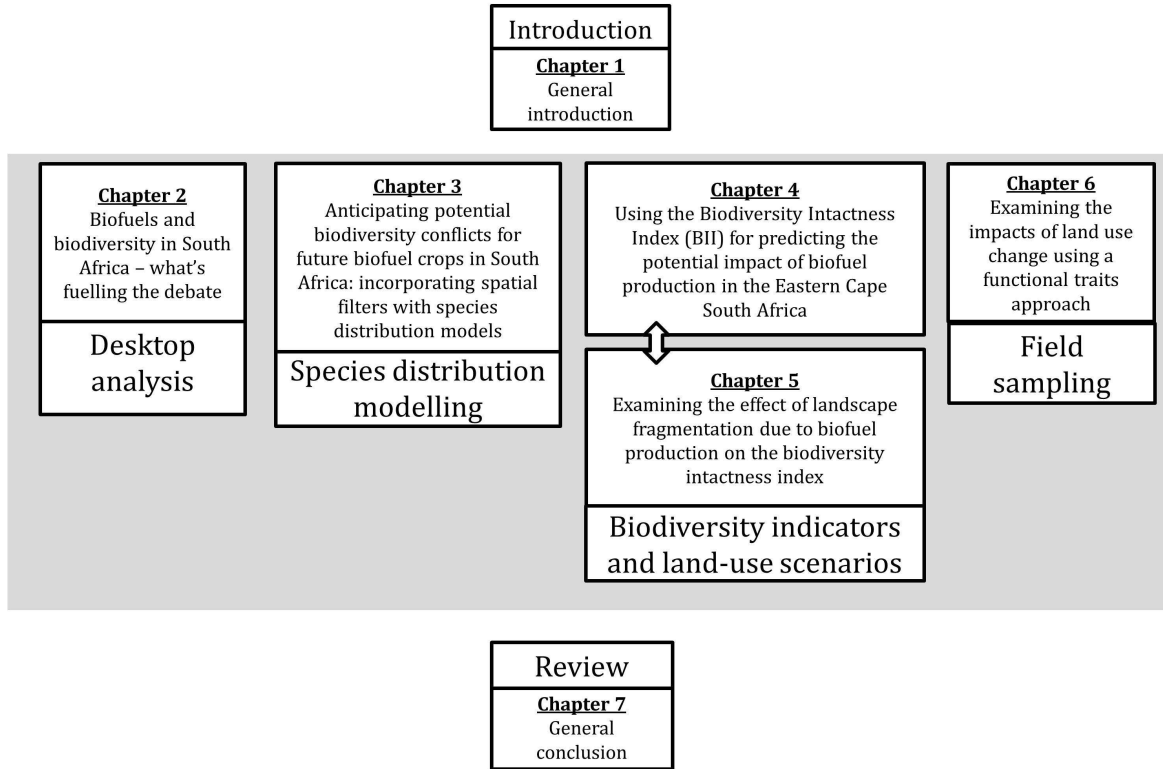 Introduction
Chapter 1
General
introduction
Chapter 2
Biofuels and
biodiversity in South
Africa – what's
fuelling the debate
Desktop
analysis
Chapter 3
Anticipating potential
biodiversity conflicts for
future biofuel crops in South
Africa: incorporating spatial
filters with species
distribution models
Species distribution
modelling
Chapter 4
Using the Biodiversity Intactness
Index (BII) for predicting the
potential impact of biofuel
production in the Eastern Cape
South Africa
Chapter 5
Examining the effect of landscape
fragmentation due to biofuel
production on the biodiversity
intactness index
Biodiversity indicators
and land-use scenarios
Chapter 6
Examining the
impacts of land use
change using a
functional traits
approach
Field
sampling
Review
Chapter 7
General
conclusion